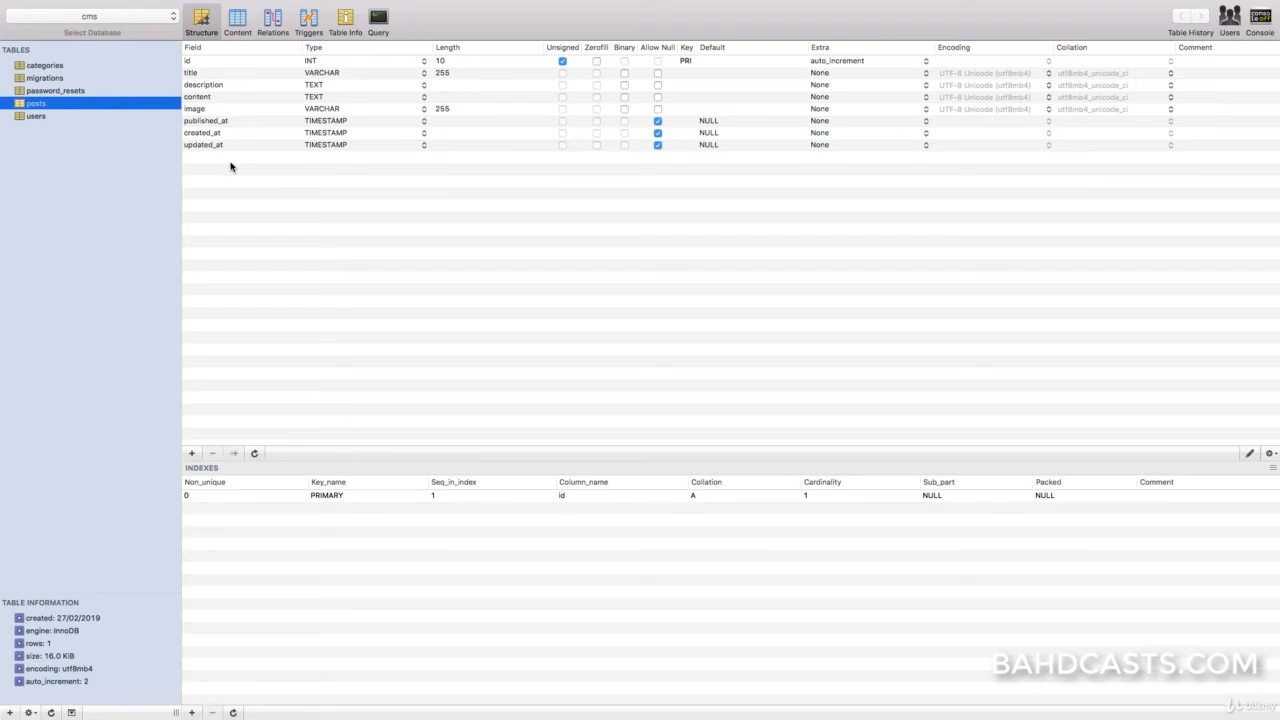 cms
Select Database
Structure Content Relations Triggers Table Info Query
Table History Users Console
TABLES
categories
migrations
password_resets
posts
users
Field Type Length Unsigned Zerofill Binary Allow Null Key Default Extra Encoding Collation Comment
id INT 10 PRI auto_increment
title VARCHAR 255 None UTF-8 Unicode (utf8mb4) utf8mb4_unicode_ci
description TEXT None UTF-8 Unicode (utf8mb4) utf8mb4_unicode_ci
content TEXT None UTF-8 Unicode (utf8mb4) utf8mb4_unicode_ci
image VARCHAR 255 None UTF-8 Unicode (utf8mb4) utf8mb4_unicode_ci
published_at TIMESTAMP NULL None
created_at TIMESTAMP NULL None
updated_at TIMESTAMP NULL None
INDEXES
Non_unique Key_name Seq_in_index Column_name Collation Cardinality Sub_part Packed Comment
0 PRIMARY 1 id A 1 NULL NULL
TABLE INFORMATION
created: 27/02/2019
engine: InnoDB
rows: 1
size: 16.0 KiB
encoding: utf8mb4
auto_increment: 2
BAHDCASTS.COM
Udemy